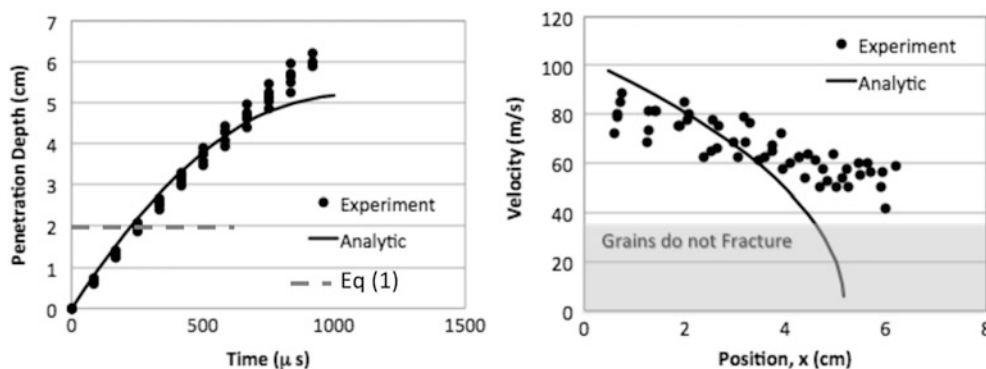 7
6
5
4
3
2
1
0
Penetration Depth (cm)
Experiment
Analytic
Eq (1)
0
500
1000
1500
Time (μ s)
120
100
80
60
40
20
0
Velocity (m/s)
Experiment
Analytic
Grains do not Fracture
0
2
4
6
8
Position, x (cm)